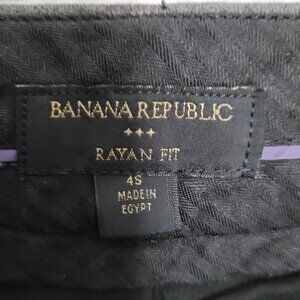 BANANA REPUBLIC
RAYAN FIT
4S
MADE IN
EGYPT